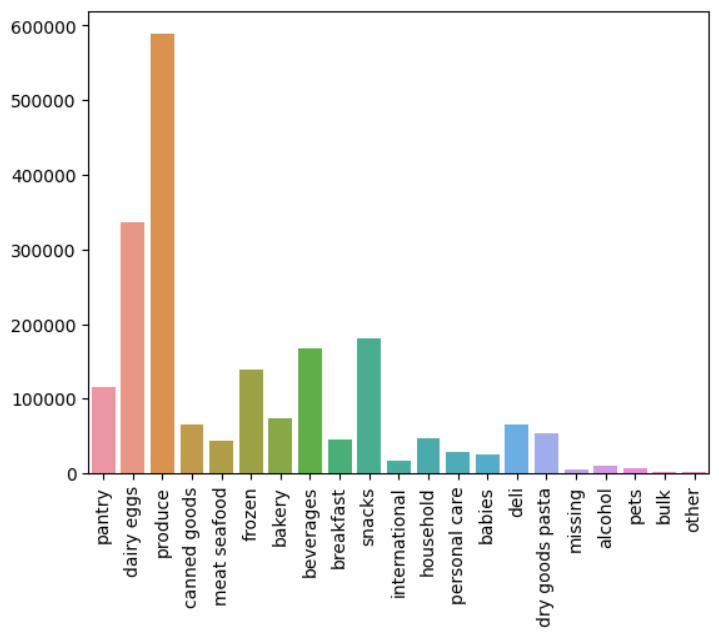 600000
500000
400000
300000
200000
100000
0
pantry
dairy eggs
produce
canned goods
meat seafood
frozen
bakery
beverages
breakfast
snacks
international
household
personal care
babies
deli
dry goods pasta
missing
alcohol
pets
bulk
other